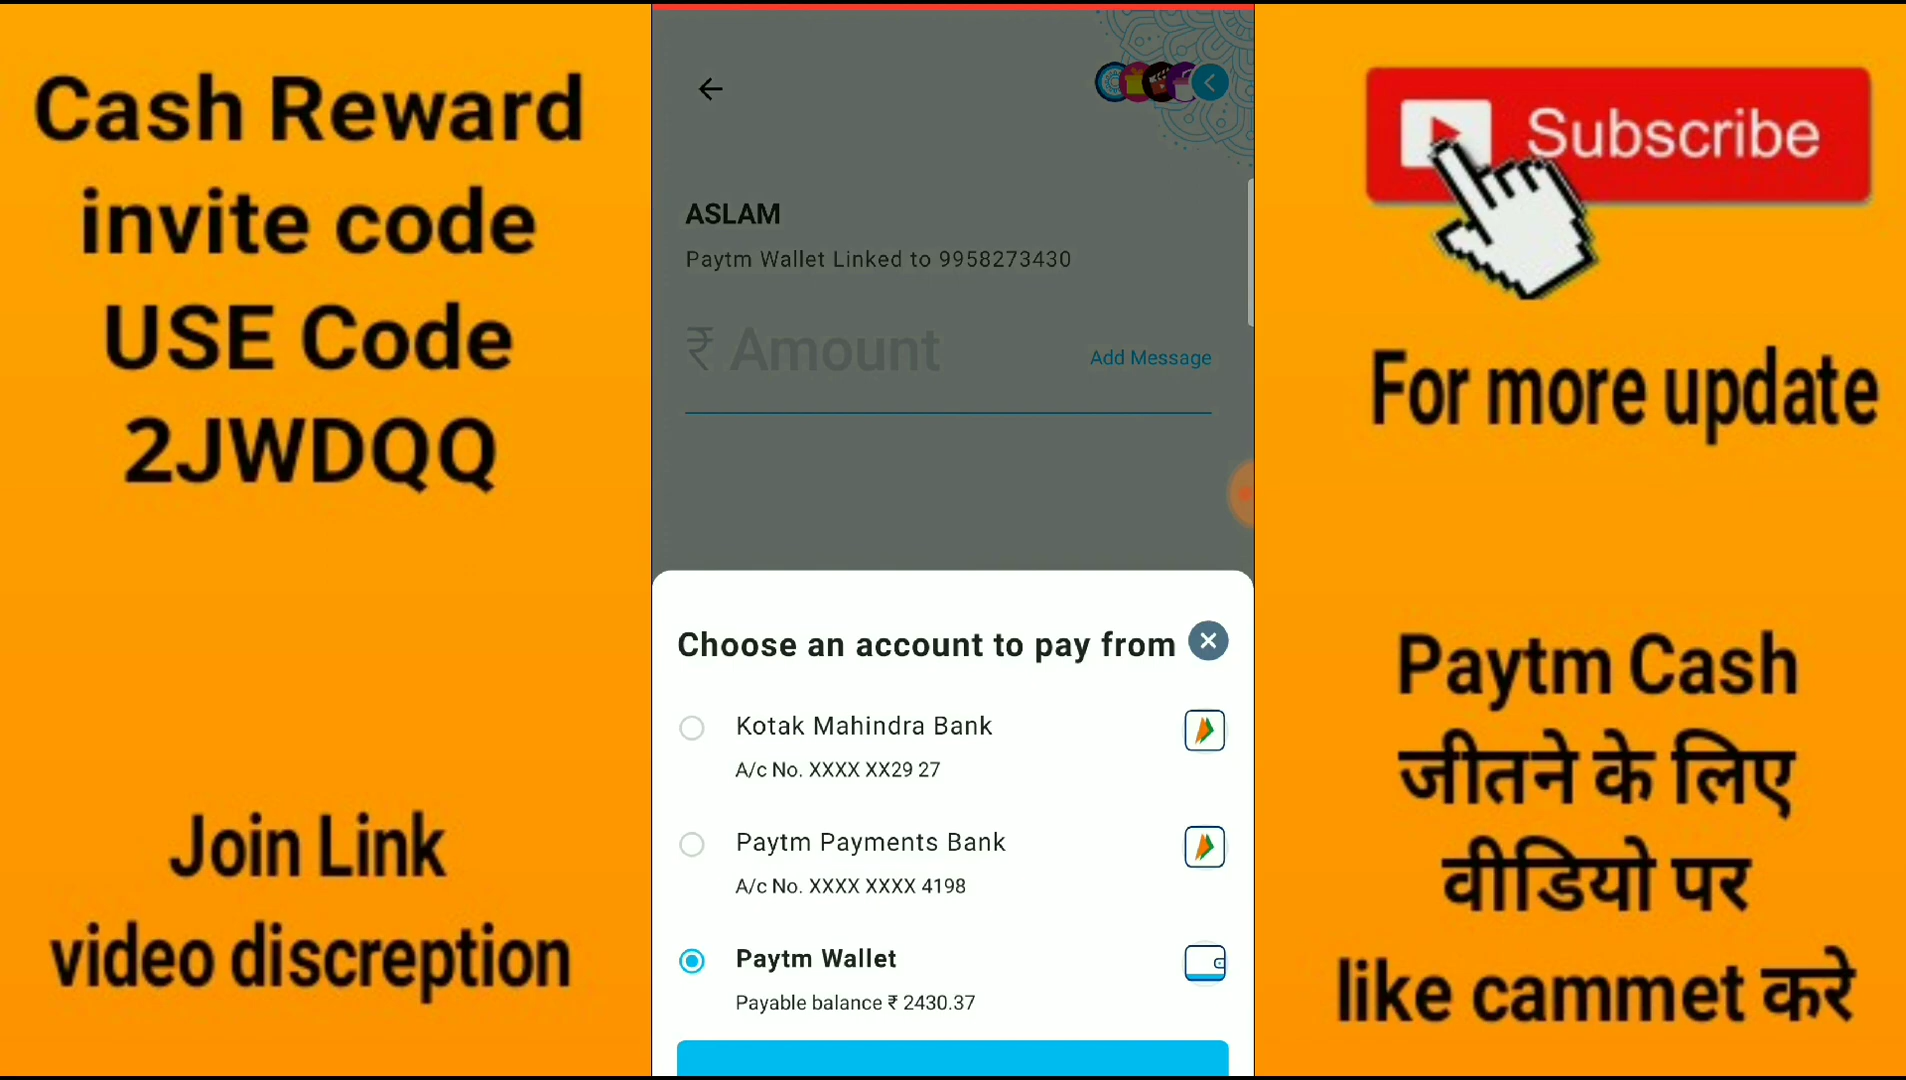 Cash Reward
invite code
USE Code
2JWDQQ
Join Link
video discreption
ASLAM
Paytm Wallet Linked to 9958273430
₹ Amount
Add Message
Choose an account to pay from
Kotak Mahindra Bank
A/c No. XXXX XX29 27
Paytm Payments Bank
A/c No. XXXX XXXX 4198
Paytm Wallet
Payable balance ₹ 2430.37
Subscribe
For more update
Paytm Cash
जीतने के लिए
वीडियो पर
like cammet करे